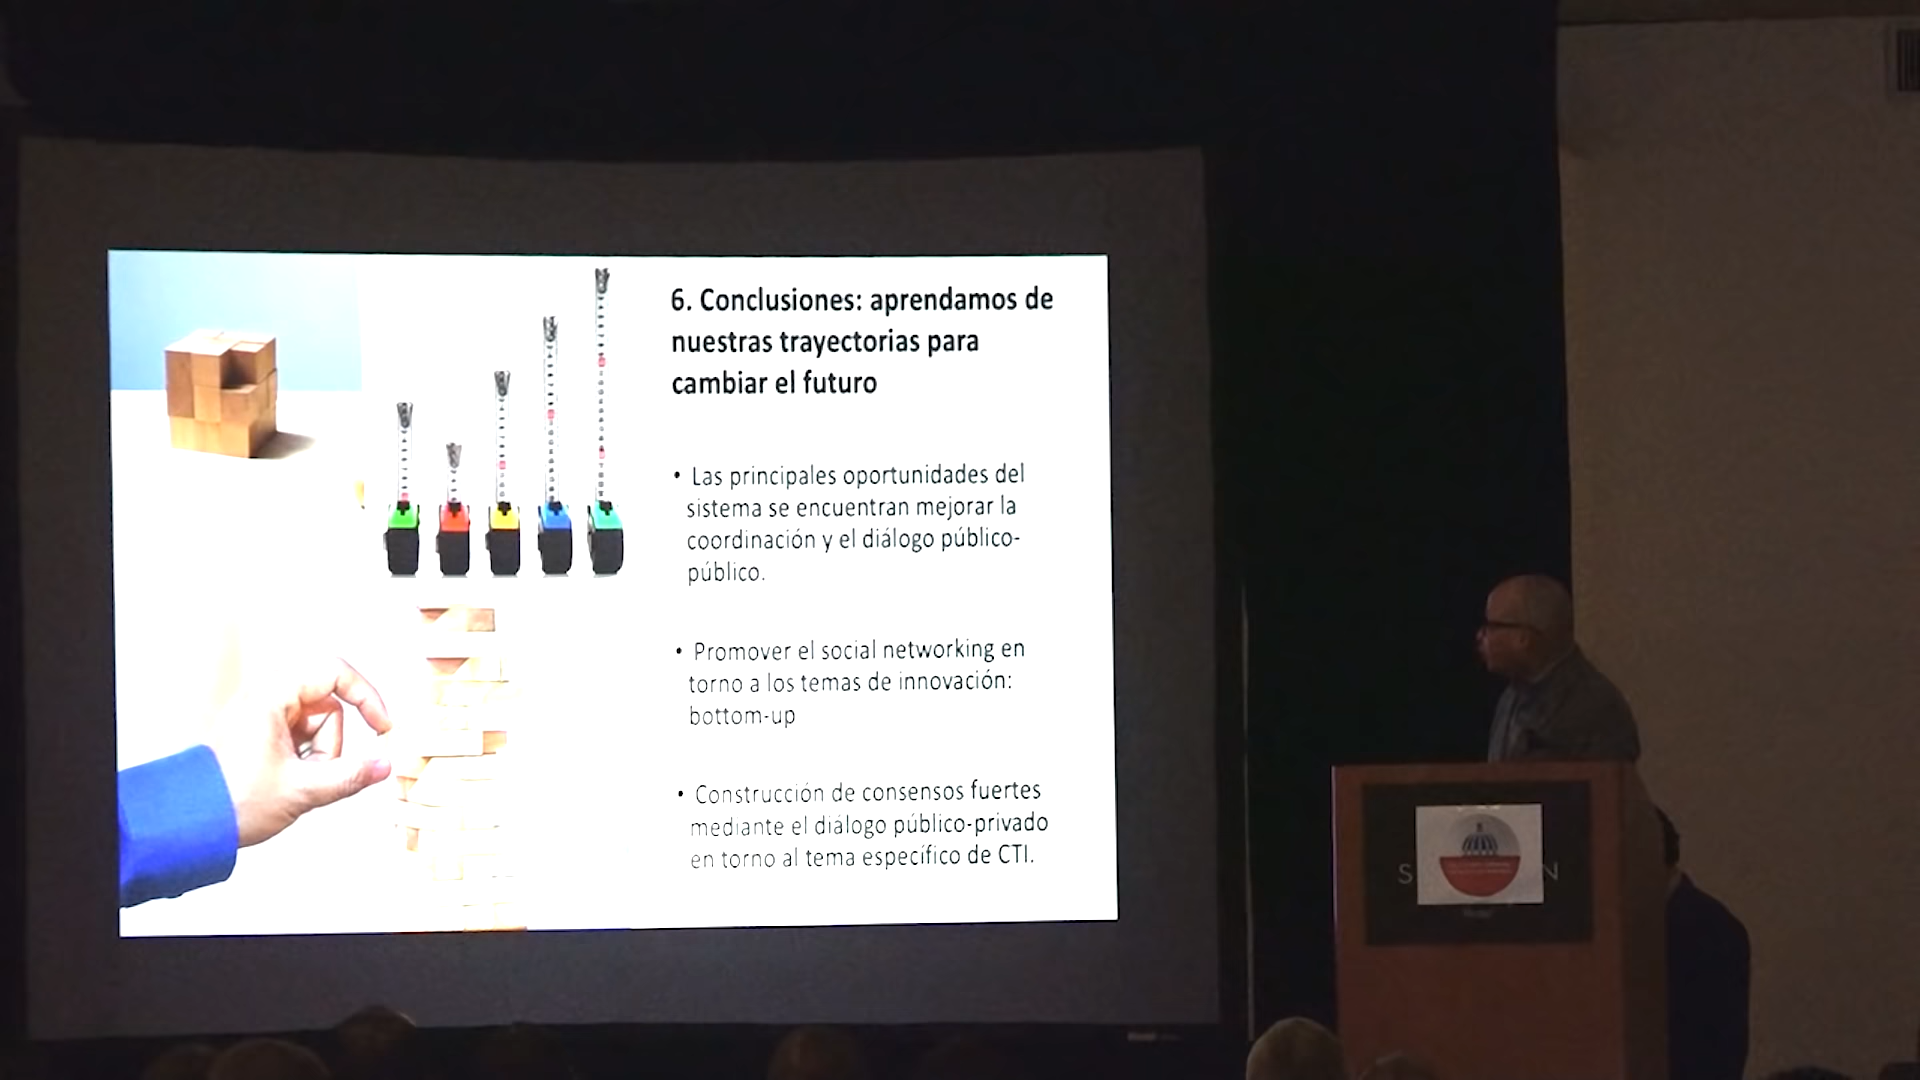 6. Conclusiones: aprendamos de
nuestras trayectorias para
cambiar el futuro
• Las principales oportunidades del
sistema se encuentran mejorar la
coordinación y el diálogo público-
público.
• Promover el social networking en
torno a los temas de innovación:
bottom-up
• Construcción de consensos fuertes
mediante el diálogo público-privado
en torno al tema específico de CTI.